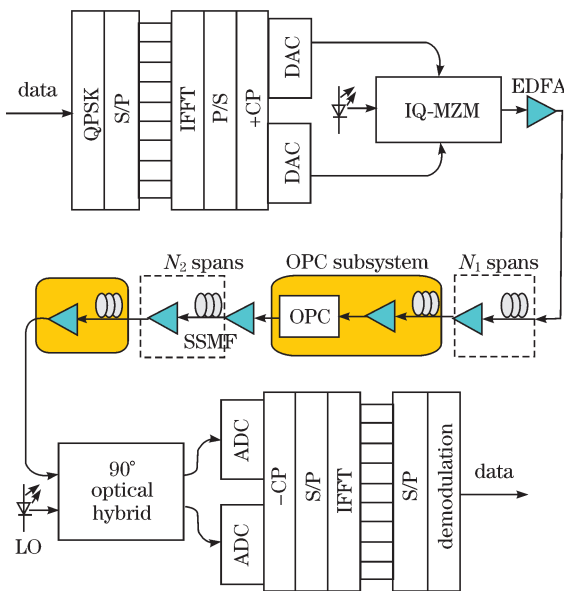 data
QPSK
S/P
IFFT
P/S
+CP
DAC
DAC
IQ-MZM
EDFA
N₂ spans
OPC subsystem
N₁ spans
OPC
SSMF
90°
optical
hybrid
LO
ADC
ADC
−CP
S/P
IFFT
S/P
demodulation
data